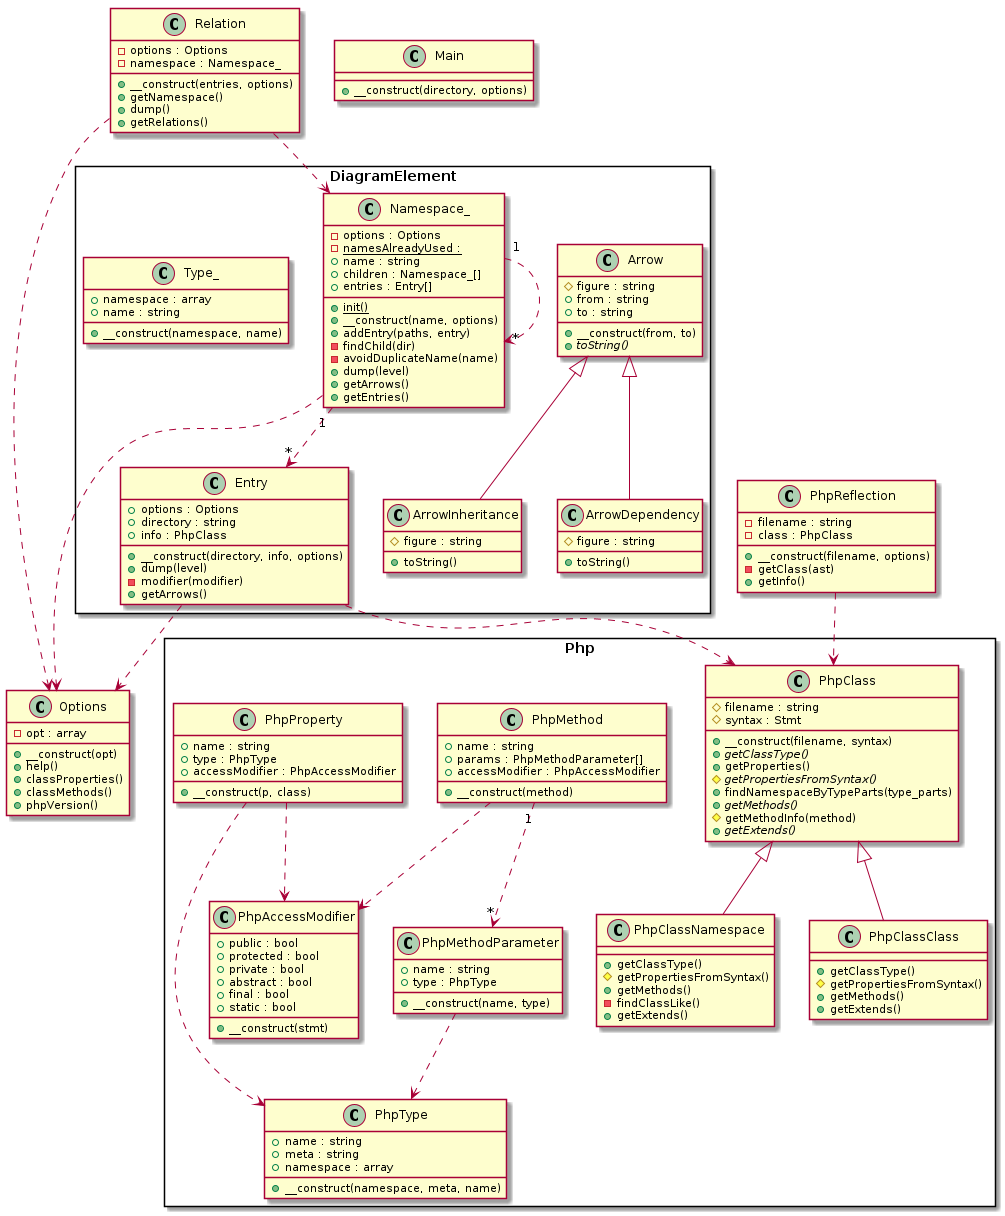 C Relation
options : Options
namespace : Namespace_
__construct(entries, options)
getNamespace()
dump()
getRelations()
C Main
__construct(directory, options)
DiagramElement
C Namespace_
options : Options
namesAlreadyUsed :
name : string
children : Namespace_[]
entries : Entry[]
init()
__construct(name, options)
addEntry(paths, entry)
findChild(dir)
avoidDuplicateName(name)
dump(level)
getArrows()
getEntries()
1
*
C Type_
namespace : array
name : string
__construct(namespace, name)
C Arrow
figure : string
from : string
to : string
__construct(from, to)
toString()
1
*
C Entry
options : Options
directory : string
info : PhpClass
__construct(directory, info, options)
dump(level)
modifier(modifier)
getArrows()
C ArrowInheritance
figure : string
toString()
C ArrowDependency
figure : string
toString()
C PhpReflection
filename : string
class : PhpClass
__construct(filename, options)
getClass(ast)
getInfo()
C Options
opt : array
__construct(opt)
help()
classProperties()
classMethods()
phpVersion()
Php
C PhpProperty
name : string
type : PhpType
accessModifier : PhpAccessModifier
__construct(p, class)
C PhpMethod
name : string
params : PhpMethodParameter[]
accessModifier : PhpAccessModifier
__construct(method)
C PhpClass
filename : string
syntax : Stmt
__construct(filename, syntax)
getClassType()
getProperties()
getPropertiesFromSyntax()
findNamespaceByTypeParts(type_parts)
getMethods()
getMethodInfo(method)
getExtends()
1
*
C PhpAccessModifier
public : bool
protected : bool
private : bool
abstract : bool
final : bool
static : bool
__construct(stmt)
C PhpMethodParameter
name : string
type : PhpType
__construct(name, type)
C PhpClassNamespace
getClassType()
getPropertiesFromSyntax()
getMethods()
findClassLike()
getExtends()
C PhpClassClass
getClassType()
getPropertiesFromSyntax()
getMethods()
getExtends()
C PhpType
name : string
meta : string
namespace : array
__construct(namespace, meta, name)